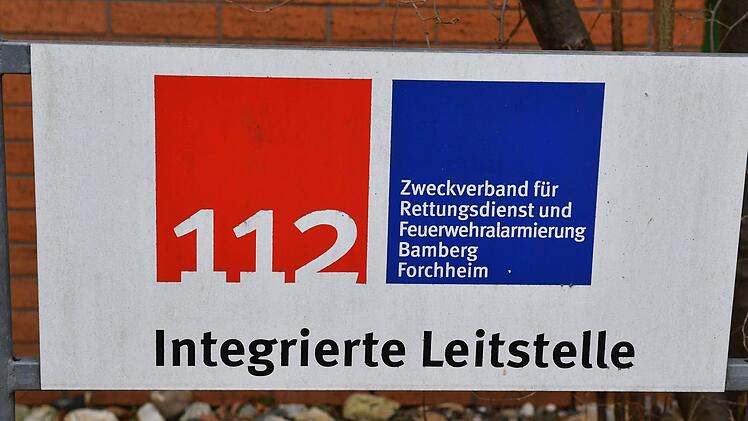 112
Zweckverband für
Rettungsdienst und
Feuerwehralarmierung
Bamberg
Forchheim
Integrierte Leitstelle